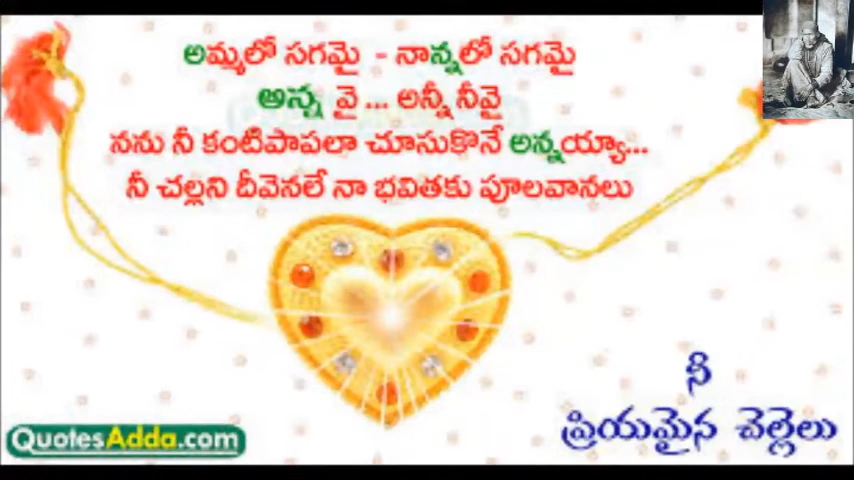 అమ్మలో సగమై - నాన్నలో సగమై
అన్న వై ... అన్నీ నీవై
నను నీ కంటిపాపలా చూసుకొనే అన్నయ్యా...
నీ చల్లని దీవెనలే నా భవితకు పూలవానలు
నీ
ప్రియమైన చెల్లెలు
QuotesAdda.com